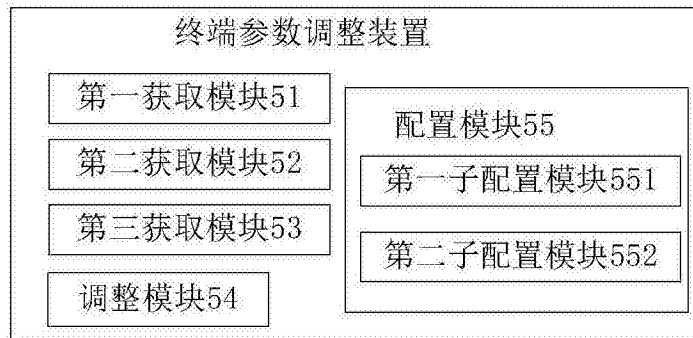 终端参数调整装置
第一获取模块51
第二获取模块52
第三获取模块53
调整模块54
配置模块55
第一子配置模块551
第二子配置模块552